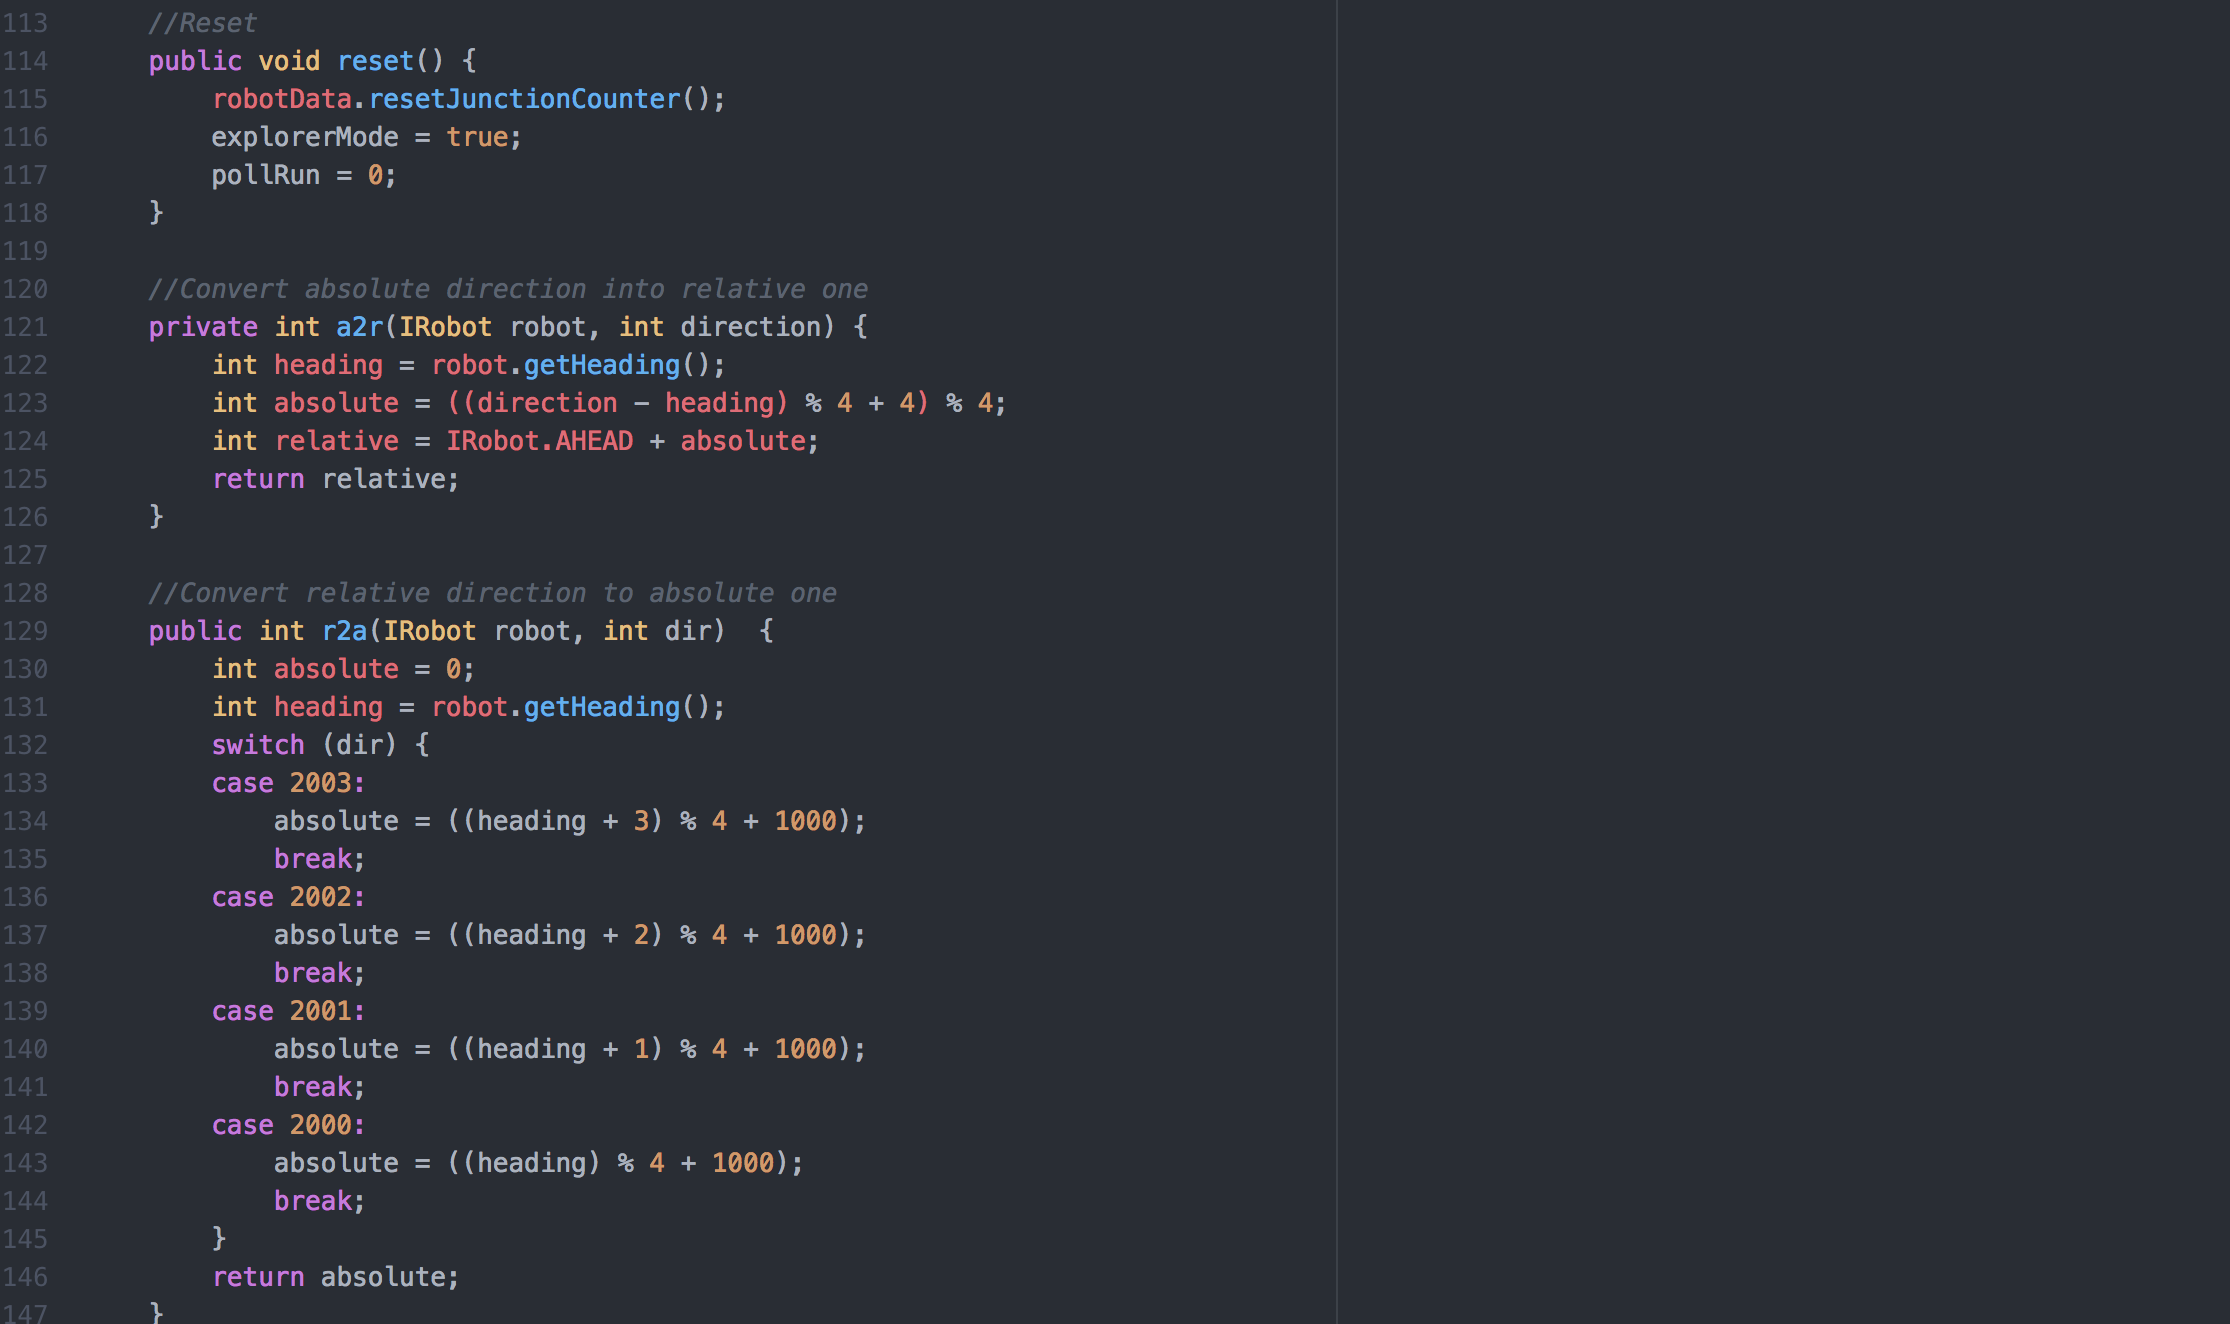 113 //Reset
114 public void reset() {
115 robotData.resetJunctionCounter();
116 explorerMode = true;
117 pollRun = 0;
118 }
119
120 //Convert absolute direction into relative one
121 private int a2r(IRobot robot, int direction) {
122 int heading = robot.getHeading();
123 int absolute = ((direction - heading) % 4 + 4) % 4;
124 int relative = IRobot.AHEAD + absolute;
125 return relative;
126 }
127
128 //Convert relative direction to absolute one
129 public int r2a(IRobot robot, int dir)  {
130 int absolute = 0;
131 int heading = robot.getHeading();
132 switch (dir) {
133 case 2003:
134 absolute = ((heading + 3) % 4 + 1000);
135 break;
136 case 2002:
137 absolute = ((heading + 2) % 4 + 1000);
138 break;
139 case 2001:
140 absolute = ((heading + 1) % 4 + 1000);
141 break;
142 case 2000:
143 absolute = ((heading) % 4 + 1000);
144 break;
145 }
146 return absolute;
147 }